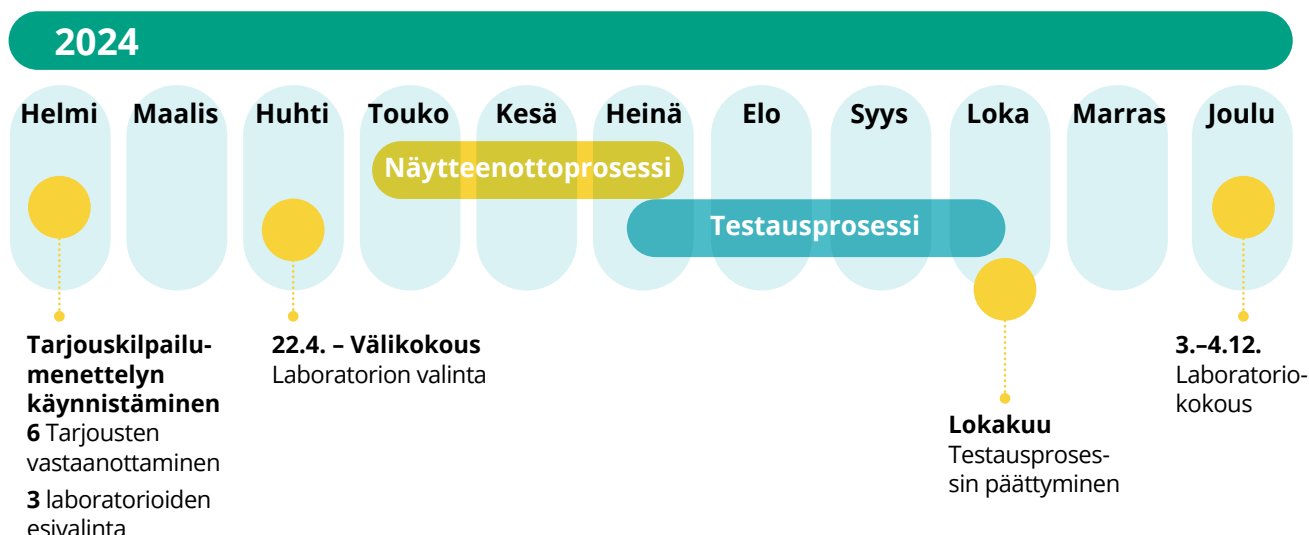 2024
Helmi Maalis Huhti Touko Kesä Heinä Elo Syys Loka Marras Joulu
Näytteenottoprosessi
Testausprosessi
Tarjouskilpailu-
menettelyn
käynnistäminen
6 Tarjousten
vastaanottaminen
3 laboratorioiden
esivalinta
22.4. – Välikokous
Laboratorion valinta
Lokakuu
Testausproses-
sin päättyminen
3.–4.12.
Laboratorio-
kokous